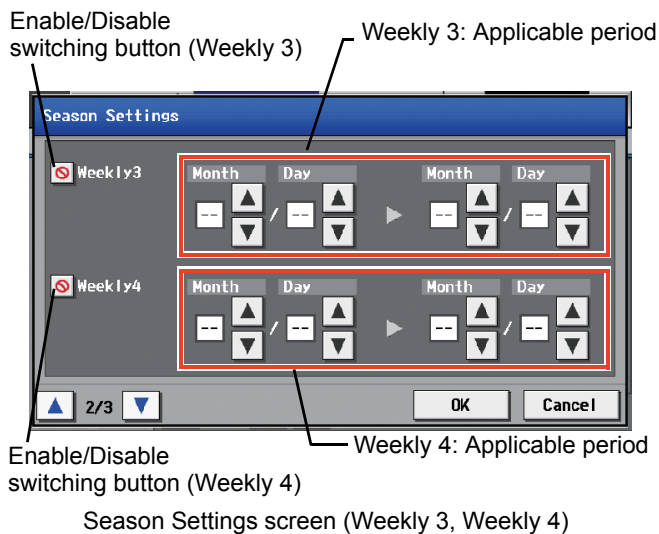 Enable/Disable
switching button (Weekly 3)
Weekly 3: Applicable period
Season Settings
Weekly3
Month Day Month Day
-- / -- -- / --
Weekly4
Month Day Month Day
-- / -- -- / --
2/3 OK Cancel
Weekly 4: Applicable period
Enable/Disable
switching button (Weekly 4)
Season Settings screen (Weekly 3, Weekly 4)